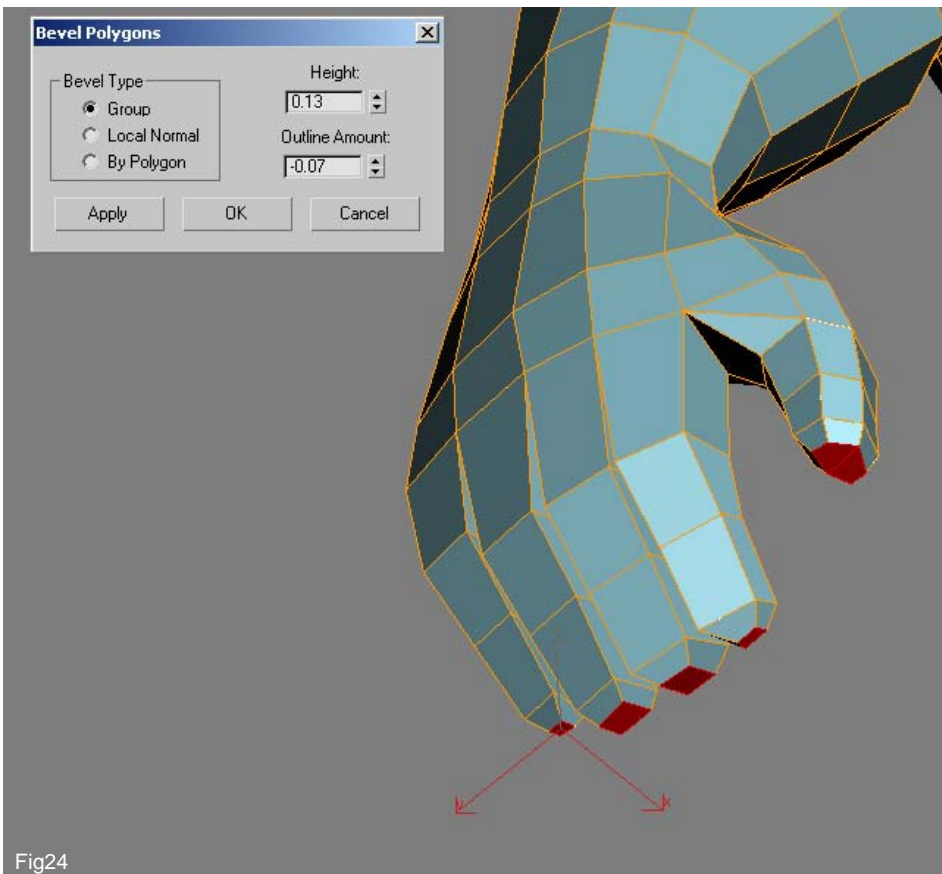 Bevel Polygons
Bevel Type
Group
Local Normal
By Polygon
Height:
0.13
Outline Amount:
-0.07
Apply
OK
Cancel
x
Fig24